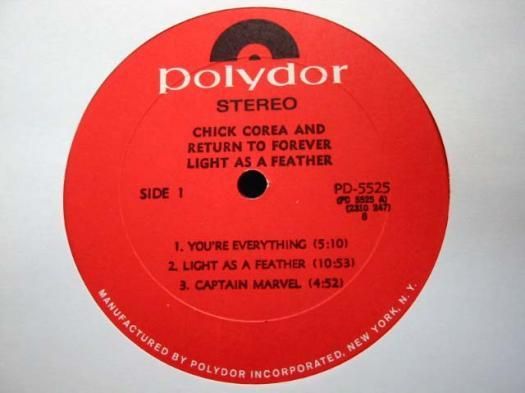 polydor
STEREO
CHICK COREA AND
RETURN TO FOREVER
LIGHT AS A FEATHER
SIDE 1
PD-5525
(PD 5525 A)
(2310 247)
S
1. YOU'RE EVERYTHING (5:10)
2. LIGHT AS A FEATHER (10:53)
3. CAPTAIN MARVEL (4:52)
MANUFACTURED BY POLYDOR INCORPORATED, NEW YORK, N. Y.